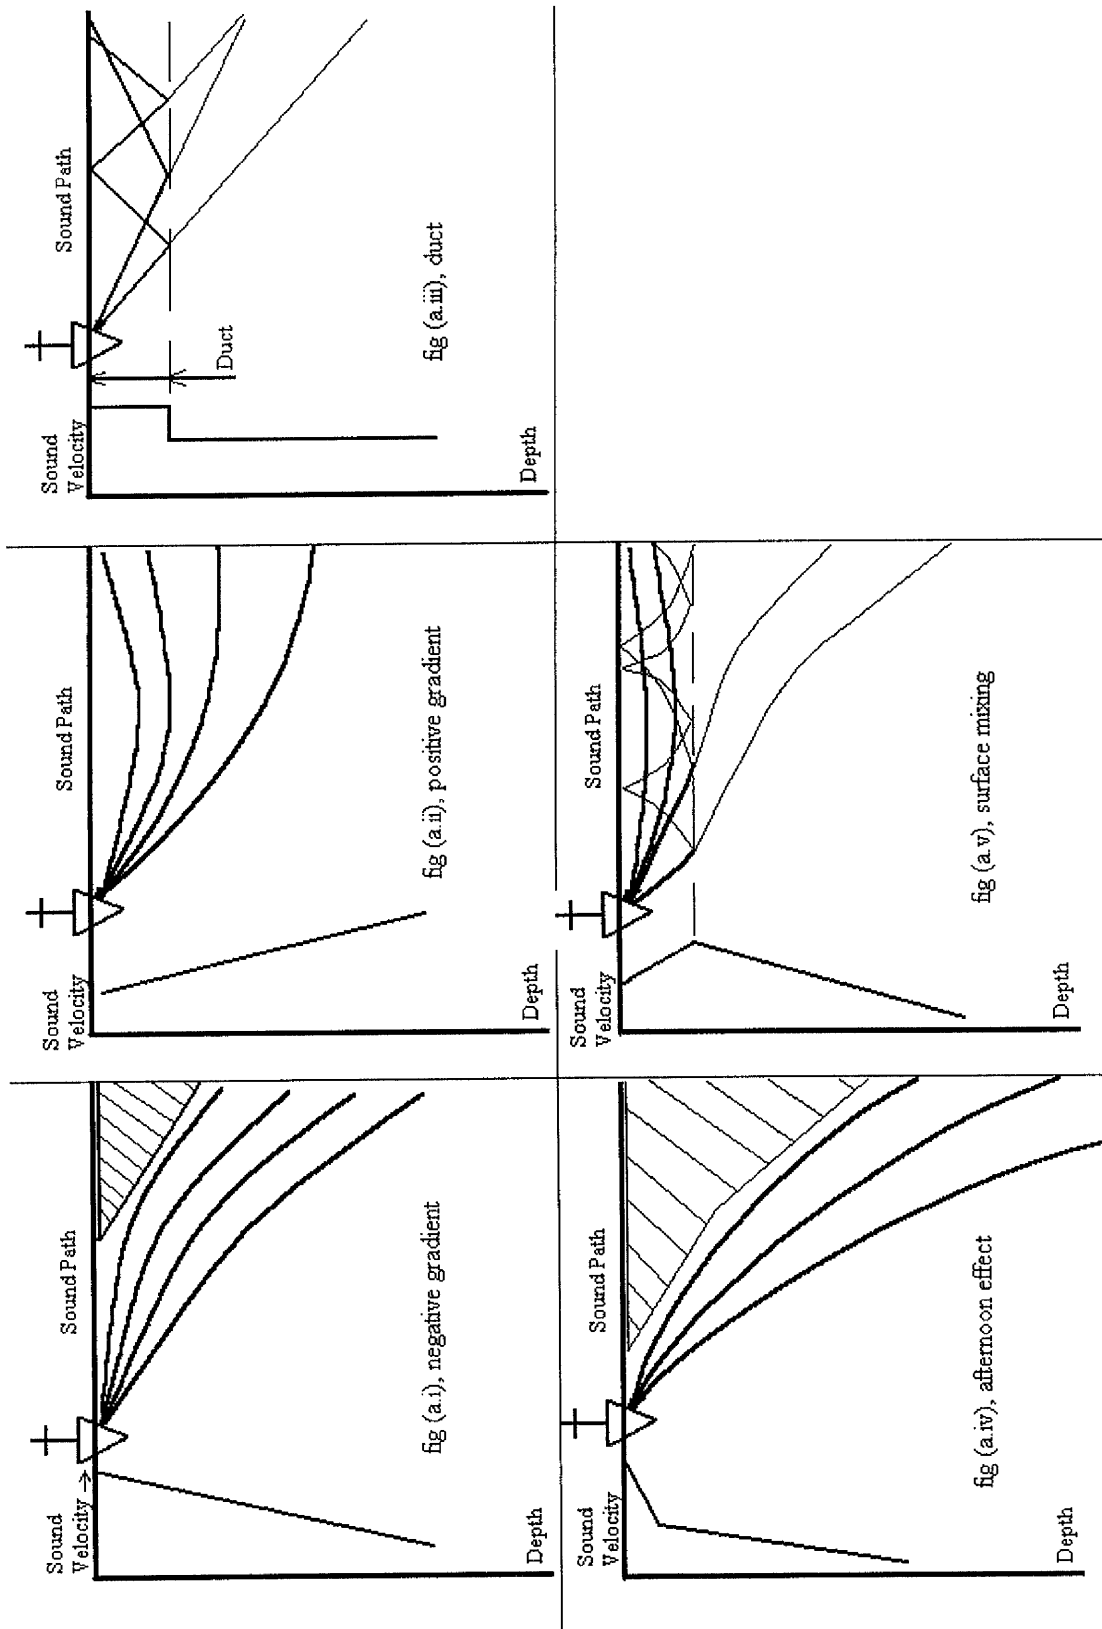 Sound
Velocity
Sound Path
Depth
fig (a.i), negative gradient
Sound
Velocity
Sound Path
Depth
fig (a.ii), positive gradient
Sound
Velocity
Sound Path
Duct
Depth
fig (a.iii), duct
Sound
Velocity
Sound Path
Depth
fig (a.iv), afternoon effect
Sound
Velocity
Sound Path
Depth
fig (a.v), surface mixing